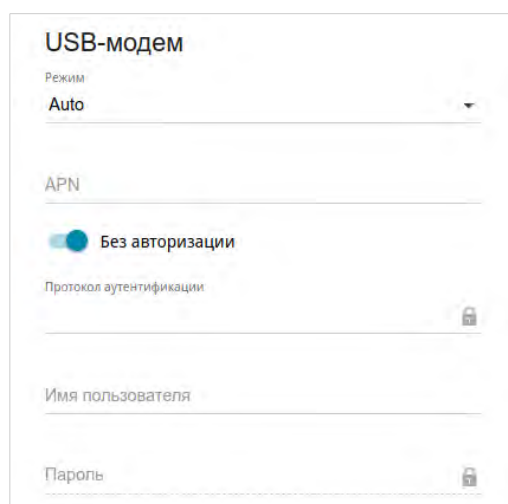 USB-модем
Режим
Auto
APN
Без авторизации
Протокол аутентификации
Имя пользователя
Пароль